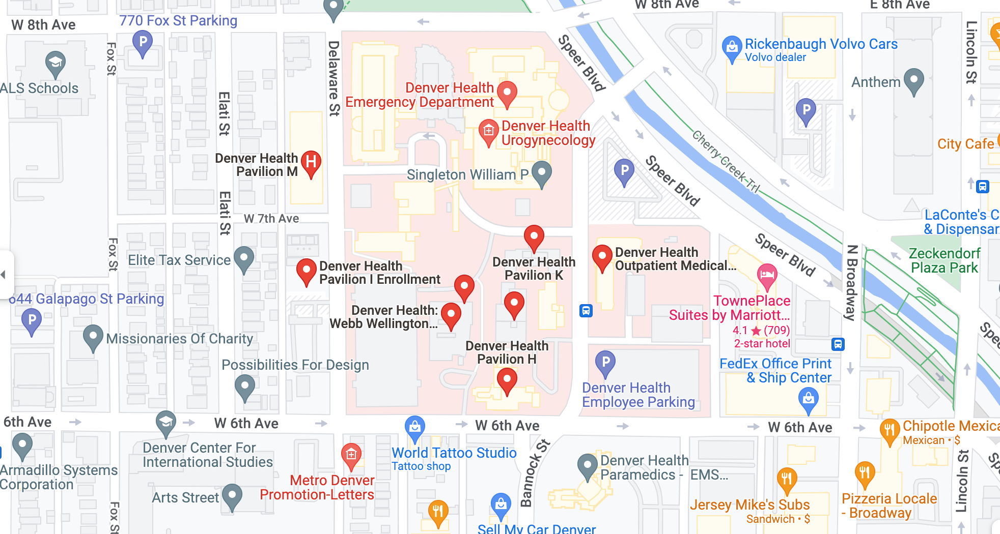 W 8th Ave
E 8th Ave
W 8th Ave
770 Fox St Parking
P
Fox St
Delaware St
Speer Blvd
Rickenbaugh Volvo Cars
Volvo dealer
Lincoln St
ALS Schools
Anthem
Elati St
Denver Health
Emergency Department
Denver Health
Urogynecology
P
City Cafe
Cherry Creek Trl
Denver Health
Pavilion M
H
Singleton William P
P
Speer Blvd
Elati St
W 7th Ave
LaConte's C
& Dispensar
Fox St
Elite Tax Service
Denver Health
Pavilion I Enrollment
Denver Health
Pavilion K
Denver Health
Outpatient Medical...
Speer Blvd
N Broadway
Zeckendorf
Plaza Park
644 Galapago St Parking
P
Denver Health:
Webb Wellington...
TownePlace
Suites by Marriott...
4.1 ★ (709)
2-star hotel
Spee
Missionaries Of Charity
Denver Health
Pavilion H
Possibilities For Design
P
Denver Health
Employee Parking
FedEx Office Print
& Ship Center
6th Ave
W 6th Ave
W 6th Ave
W 6th Ave
Chipotle Mexica
Mexican • $
Denver Center For
International Studies
World Tattoo Studio
Tattoo shop
Bannock St
Denver Health
Paramedics - EMS...
Lincoln St
Spe
Armadillo Systems
Corporation
Metro Denver
Promotion-Letters
Arts Street
Fox St
Jersey Mike's Subs
Sandwich • $
Pizzeria Locale
- Broadway
Sell My Car Denver